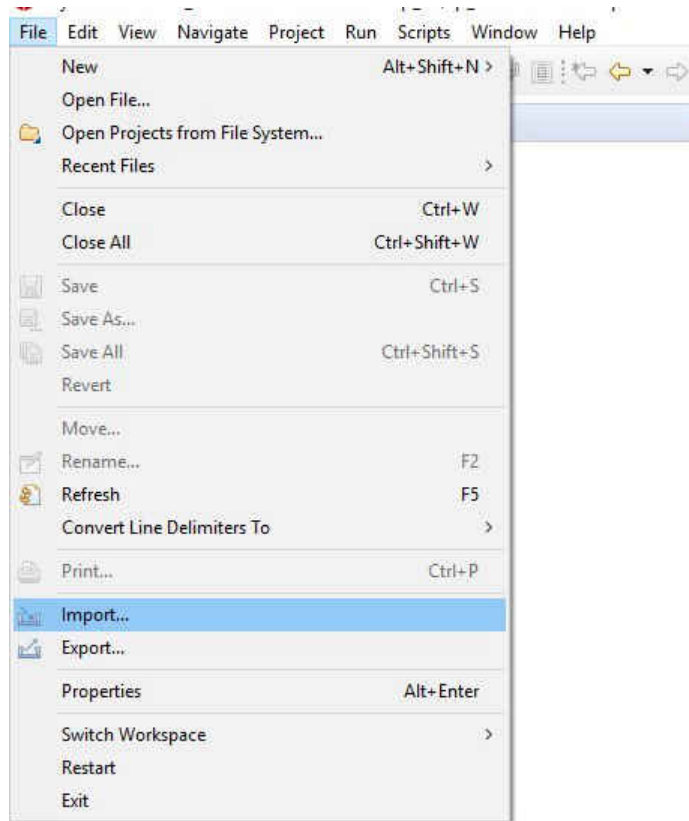 File Edit View Navigate Project Run Scripts Window Help
New Alt+Shift+N >
Open File...
Open Projects from File System...
Recent Files >
Close Ctrl+W
Close All Ctrl+Shift+W
Save Ctrl+S
Save As...
Save All Ctrl+Shift+S
Revert
Move...
Rename... F2
Refresh F5
Convert Line Delimiters To >
Print... Ctrl+P
Import...
Export...
Properties Alt+Enter
Switch Workspace >
Restart
Exit